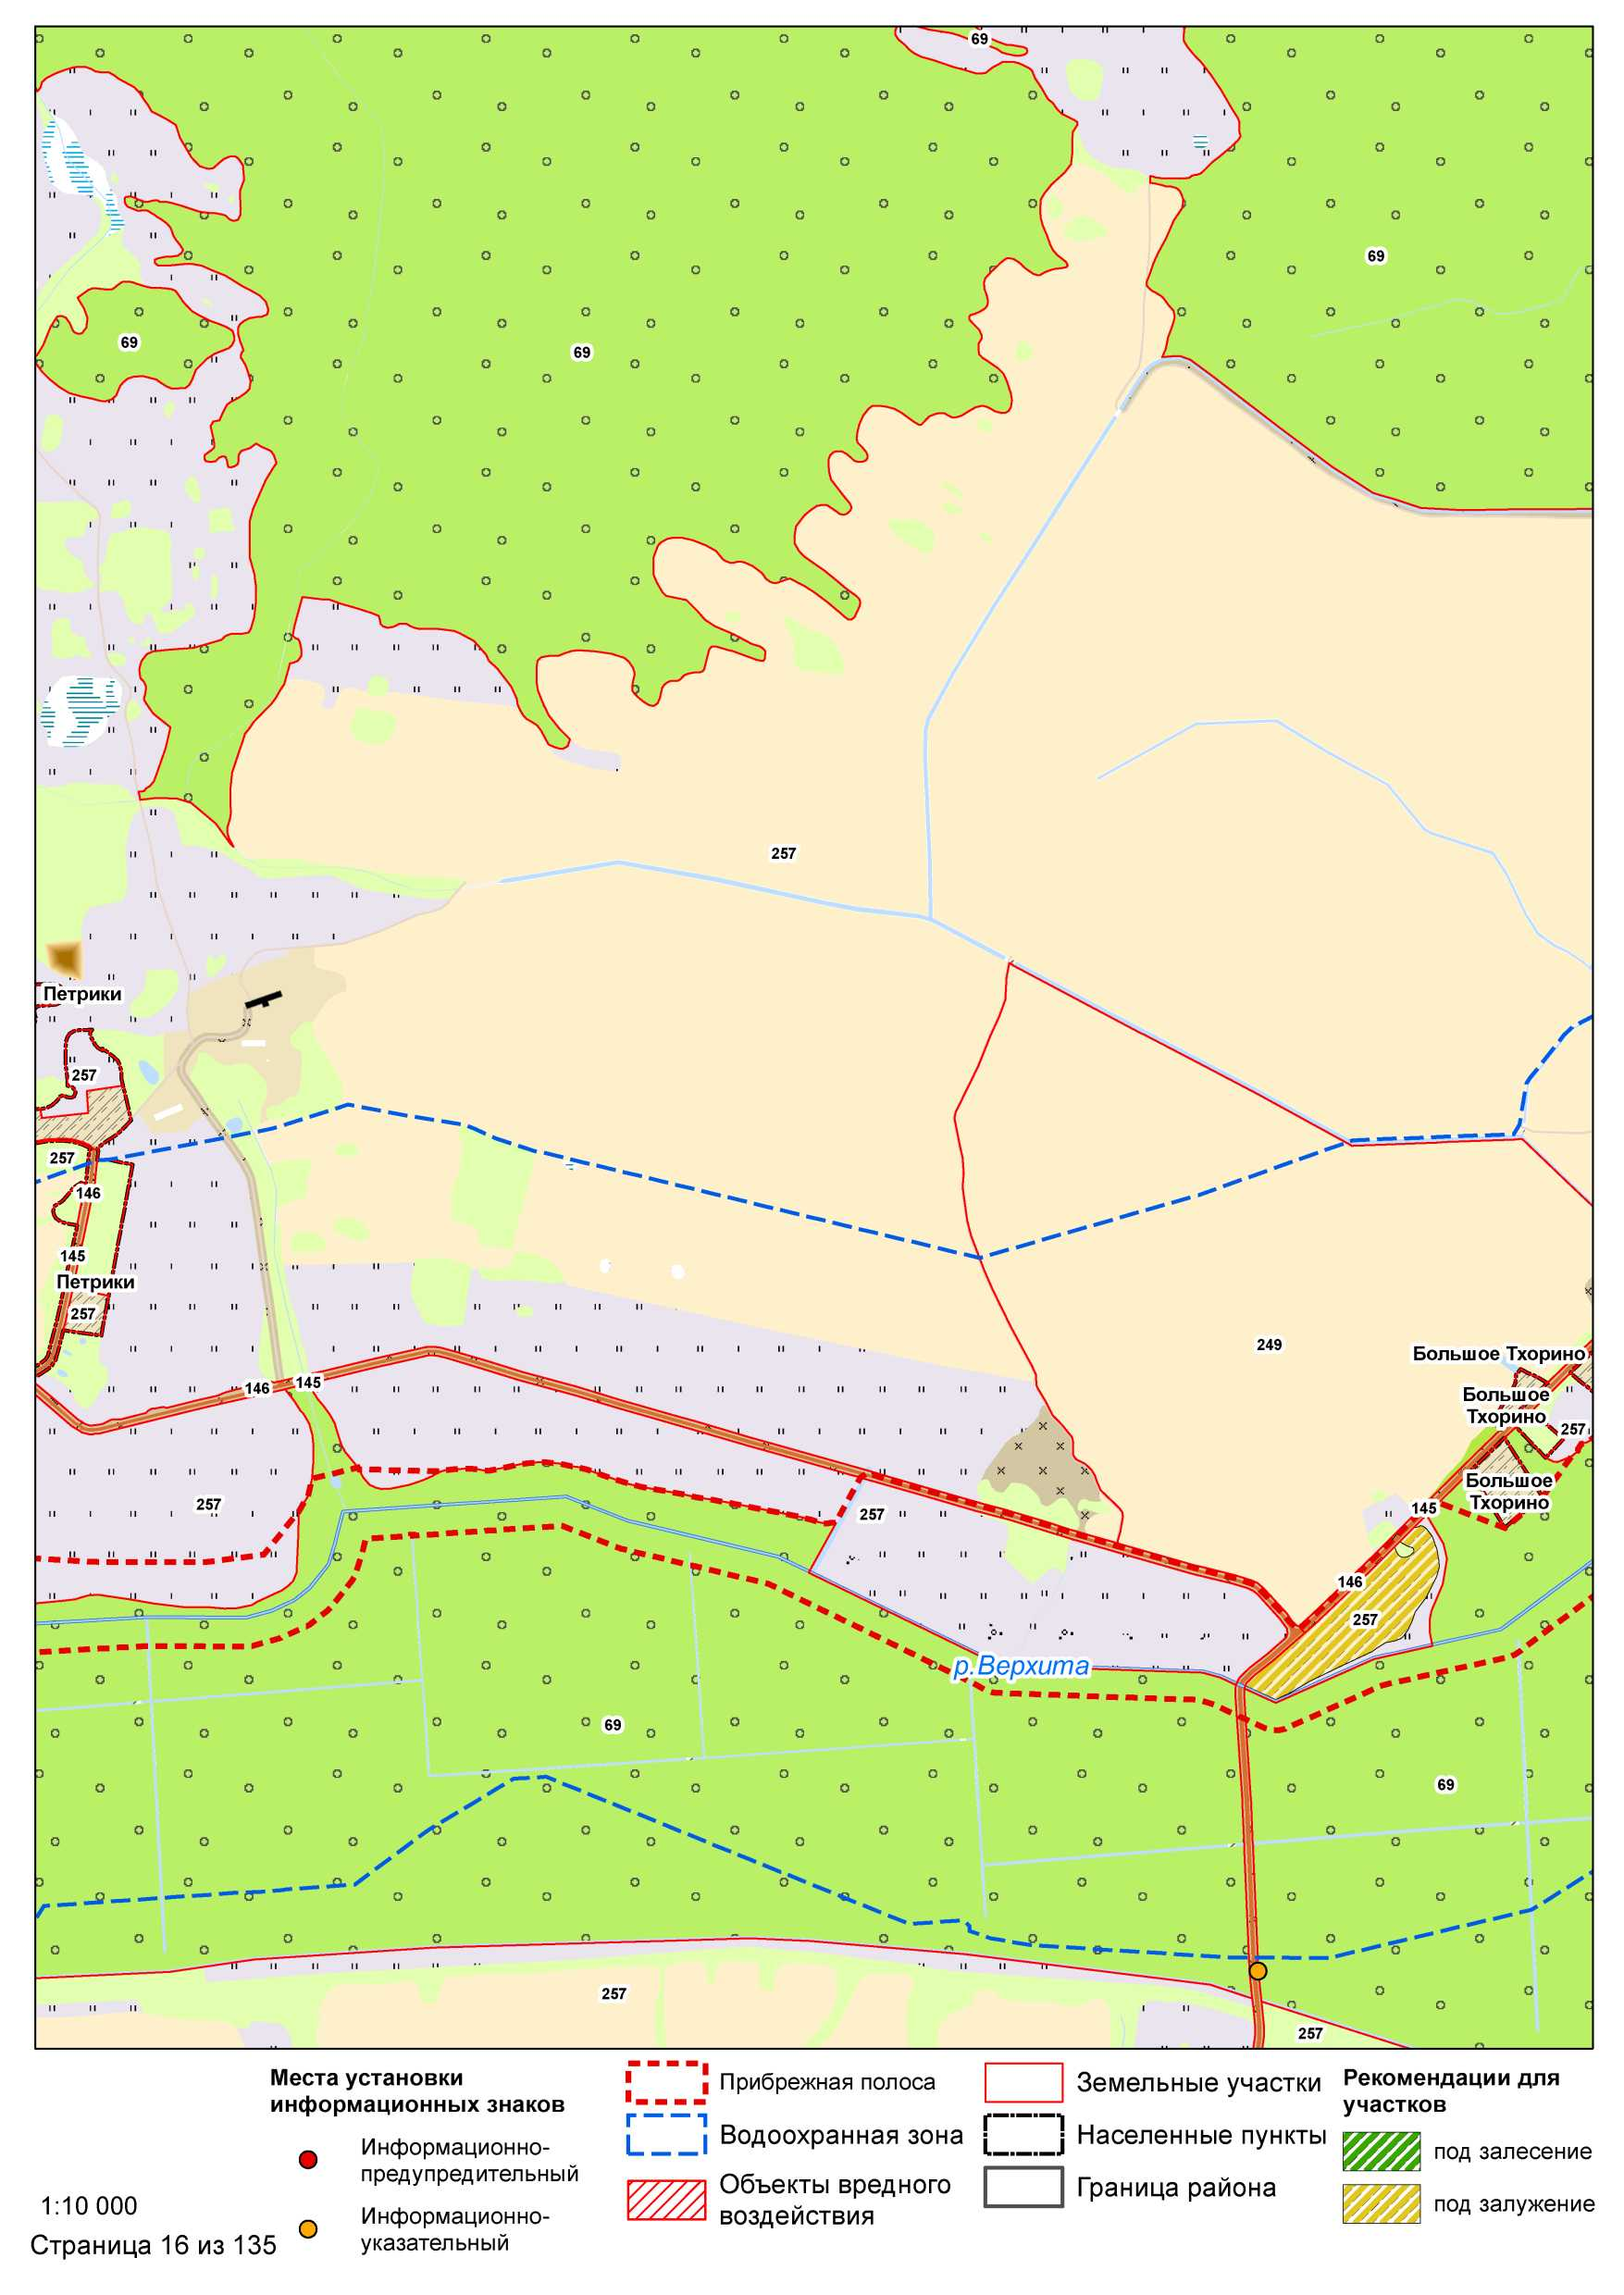 69
69
69
69
257
Петрики
257
257
146
145
Петрики
257
249
Большое Тхорино
Большое
Тхорино
257
146
145
Большое
Тхорино
257
257
145
146
257
р.Верхита
69
69
257
257
Места установки
информационных знаков
Информационно-
предупредительный
Информационно-
указательный
Прибрежная полоса
Водоохранная зона
Объекты вредного
воздействия
Земельные участки
Населенные пункты
Граница района
Рекомендации для
участков
под залесение
под залужение
1:10 000
Страница 16 из 135